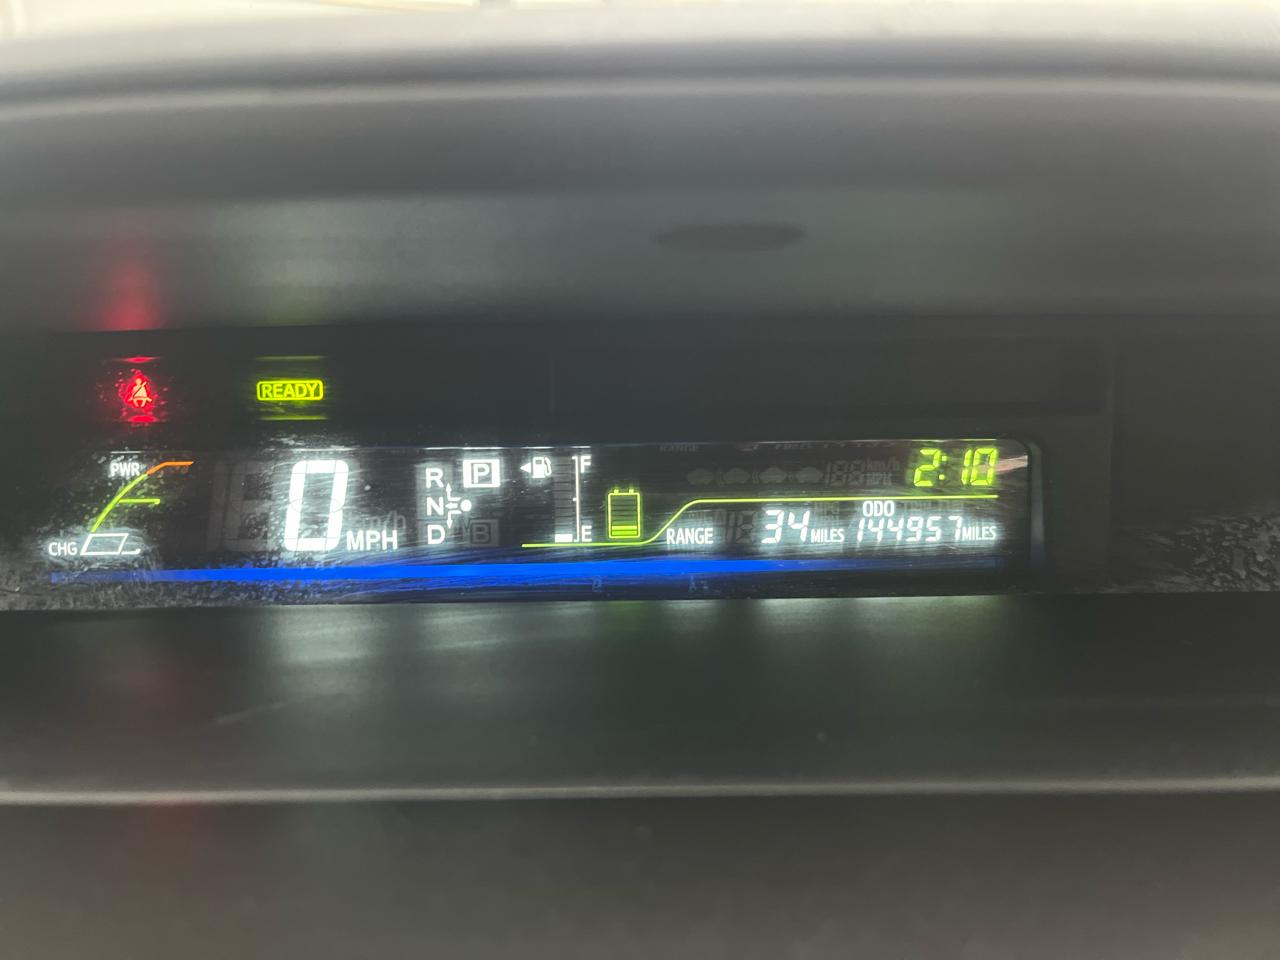 READY
PWR
CHG
0 MPH
R
N
D
P
B
F
E
2:10
RANGE 34 MILES
ODO
144957 MILES